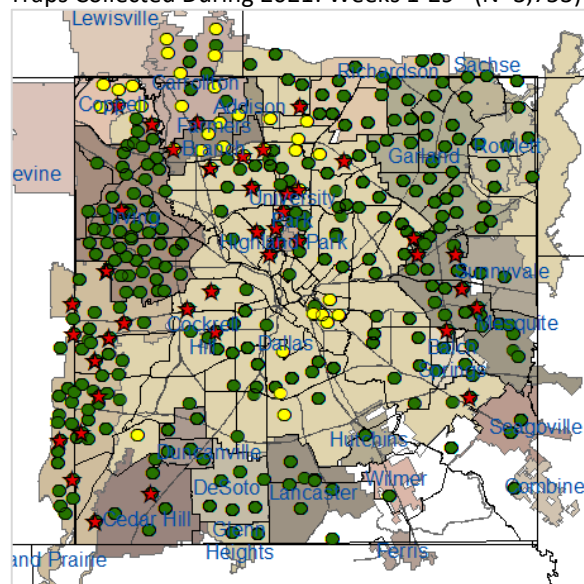 Traps Collected During 2021: Weeks 1-29
Lewisville
Carrollton
Richardson
Sachse
Coppell
Addison
Farmers
Branch
Garland
Rowlett
evine
University
Park
Irving
Highland Park
Sunnyvale
Mesquite
Cockrell
Hill
Dallas
Balch
Springs
Seagoville
Hutchins
Duncanville
Wilmer
DeSoto
Lancaster
Combine
Cedar Hill
Glenn
Heights
Ferris
and Prairie